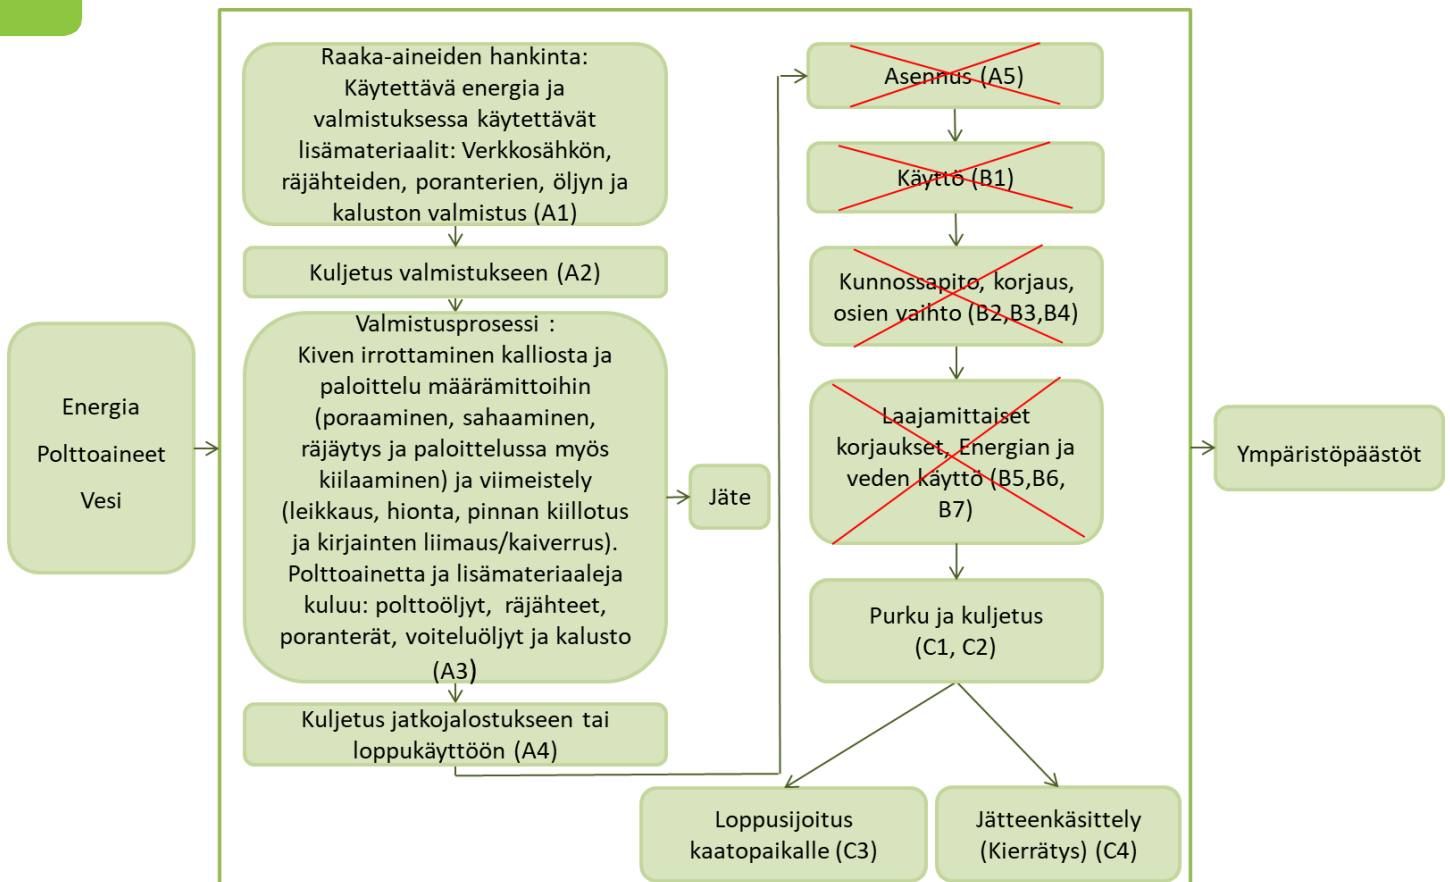 Energia
Polttoaineet
Vesi
Raaka-aineiden hankinta:
Käytettävä energia ja
valmistuksessa käytettävät
lisämateriaalit: Verkkosähkön,
räjähteiden, poranterien, öljyn ja
kaluston valmistus (A1)
Kuljetus valmistukseen (A2)
Valmistusprosessi :
Kiven irrottaminen kalliosta ja
paloittelu määrämittoihin
(poraaminen, sahaaminen,
räjäytys ja paloittelussa myös
kiilaaminen) ja viimeistely
(leikkaus, hionta, pinnan kiillotus
ja kirjainten liimaus/kaiverrus).
Polttoainetta ja lisämateriaaleja
kuluu: polttoöljyt, räjähteet,
poranterät, voiteluöljyt ja kalusto
(A3)
Jäte
Kuljetus jatkojalostukseen tai
loppukäyttöön (A4)
Asennus (A5)
Käyttö (B1)
Kunnossapito, korjaus,
osien vaihto (B2,B3,B4)
Laajamittaiset
korjaukset, Energian ja
veden käyttö (B5,B6,
B7)
Purku ja kuljetus
(C1, C2)
Loppusijoitus
kaatopaikalle (C3)
Jätteenkäsittely
(Kierrätys) (C4)
Ympäristöpäästöt